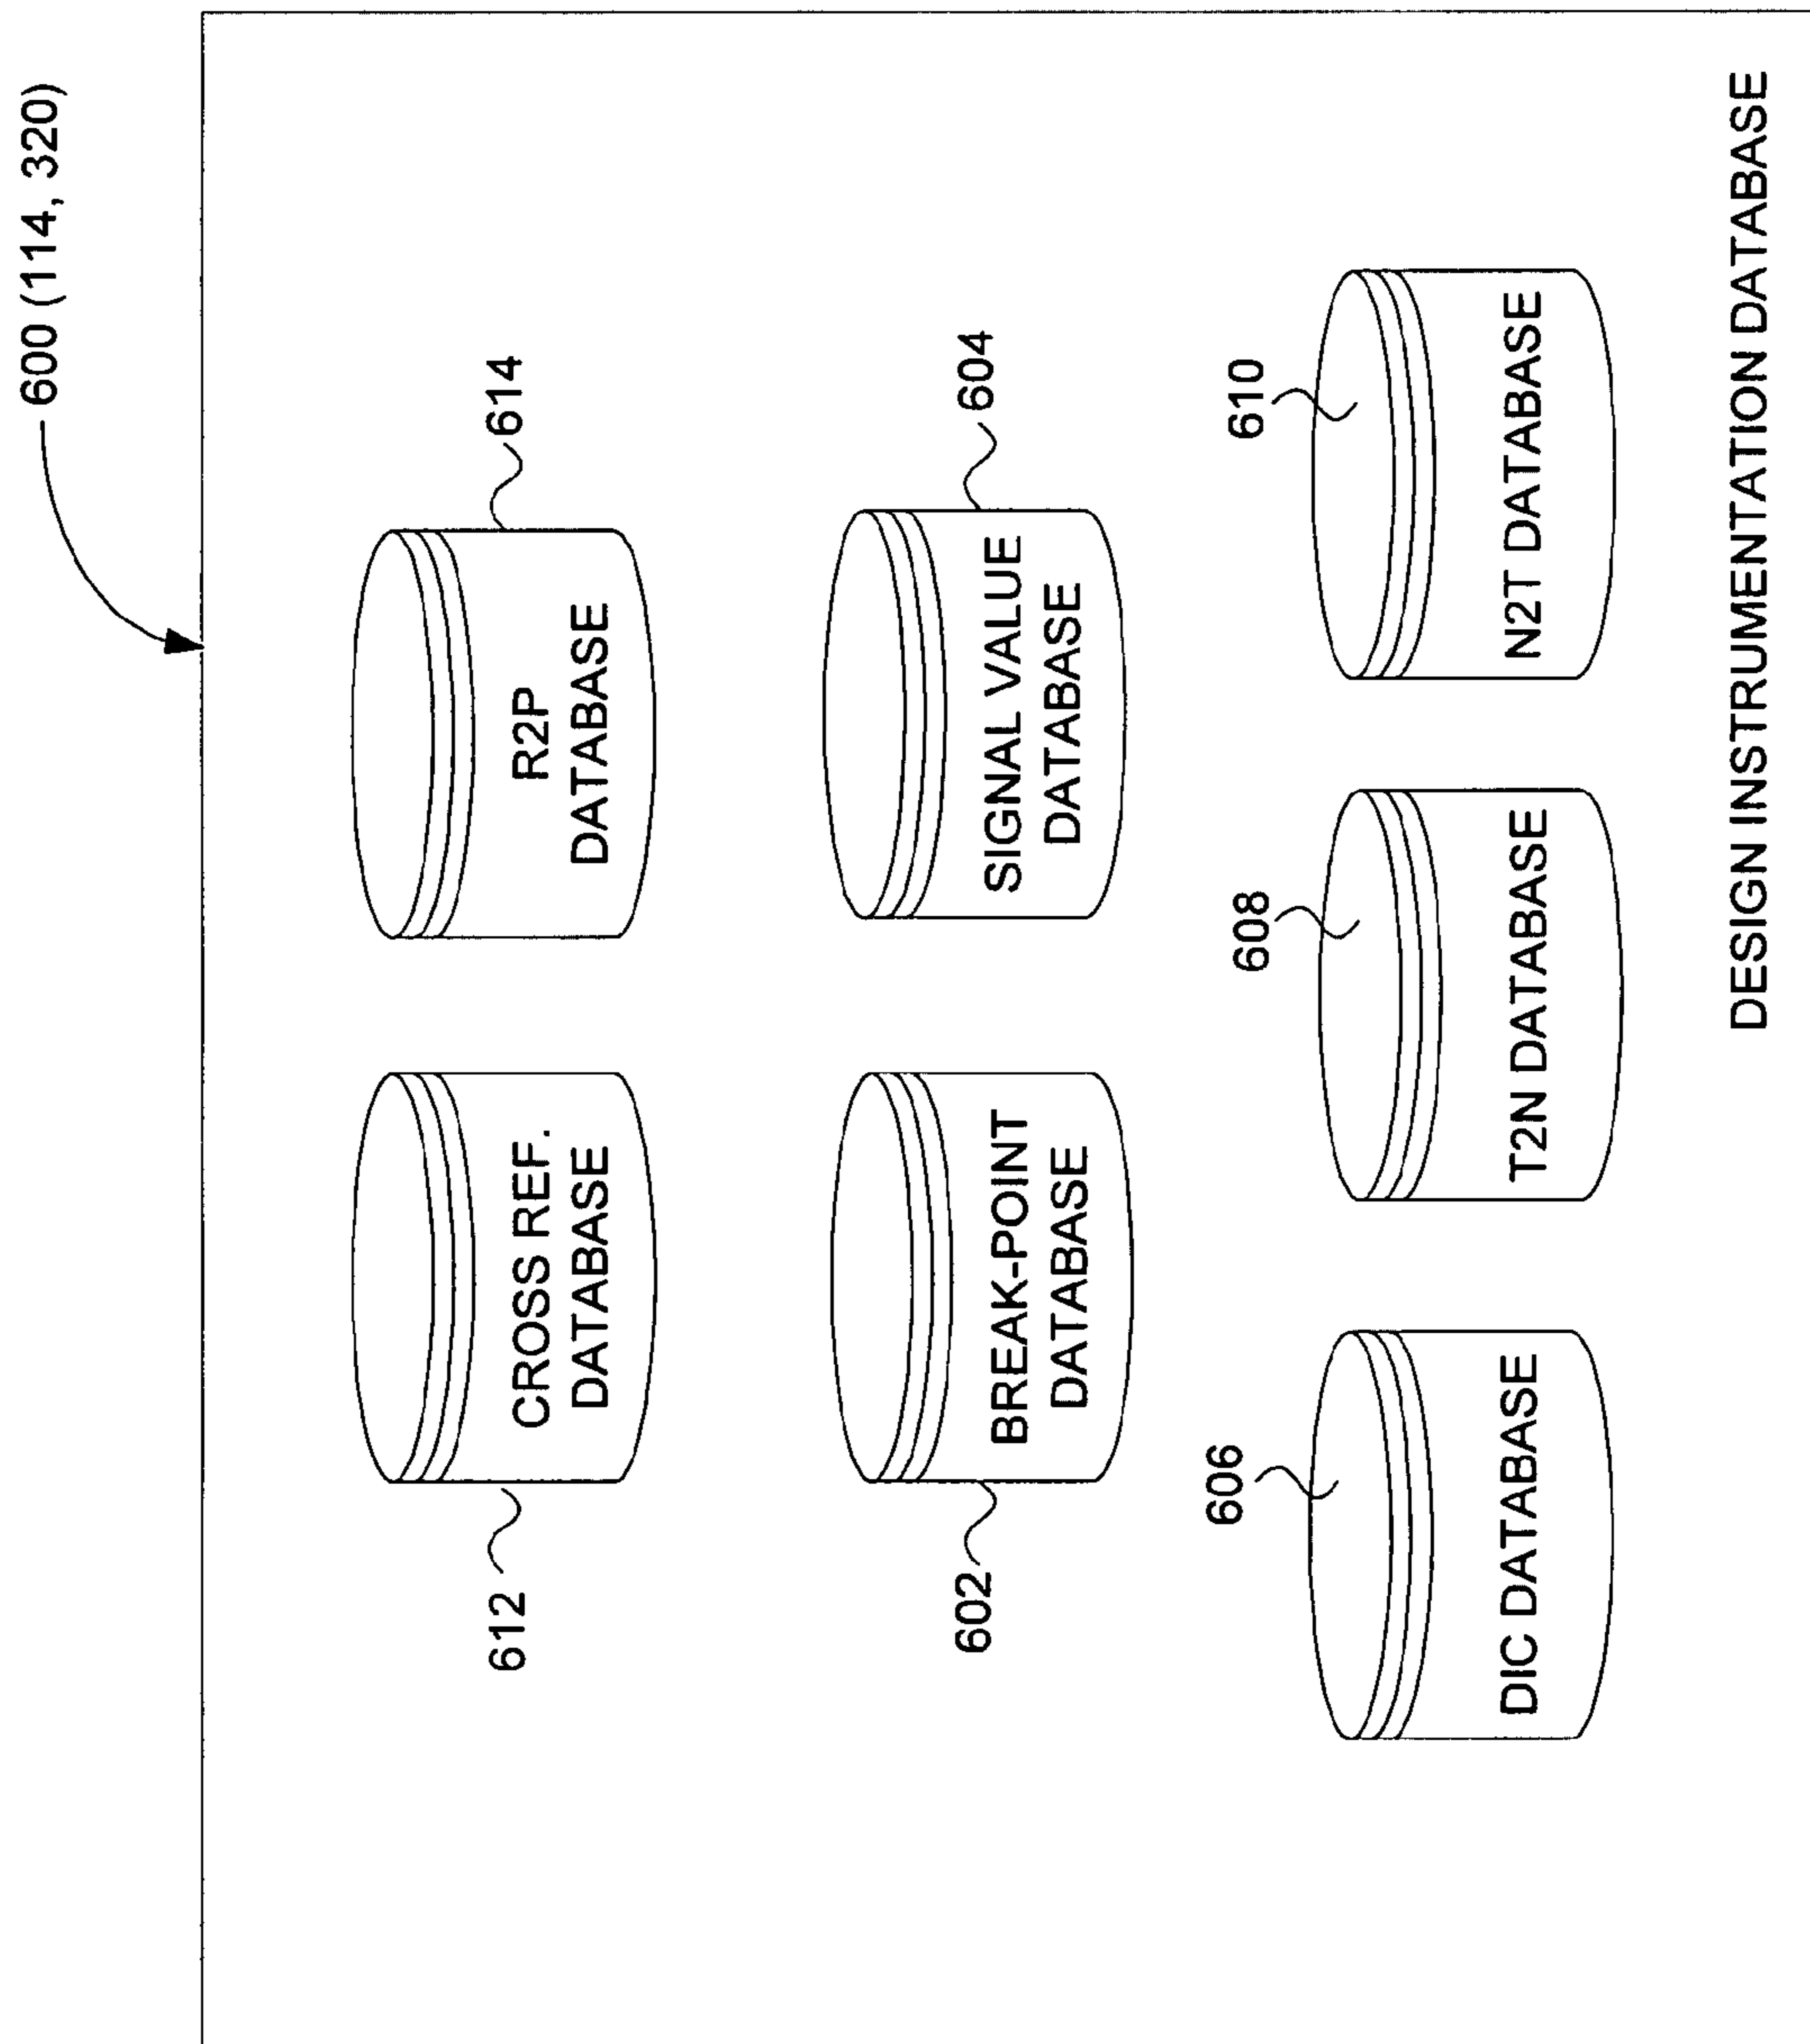 600 (114, 320)
CROSS REF.
DATABASE
612
R2P
DATABASE
614
BREAK-POINT
DATABASE
602
SIGNAL VALUE
DATABASE
604
606
DIC DATABASE
608
T2N DATABASE
610
N2T DATABASE
DESIGN INSTRUMENTATION DATABASE